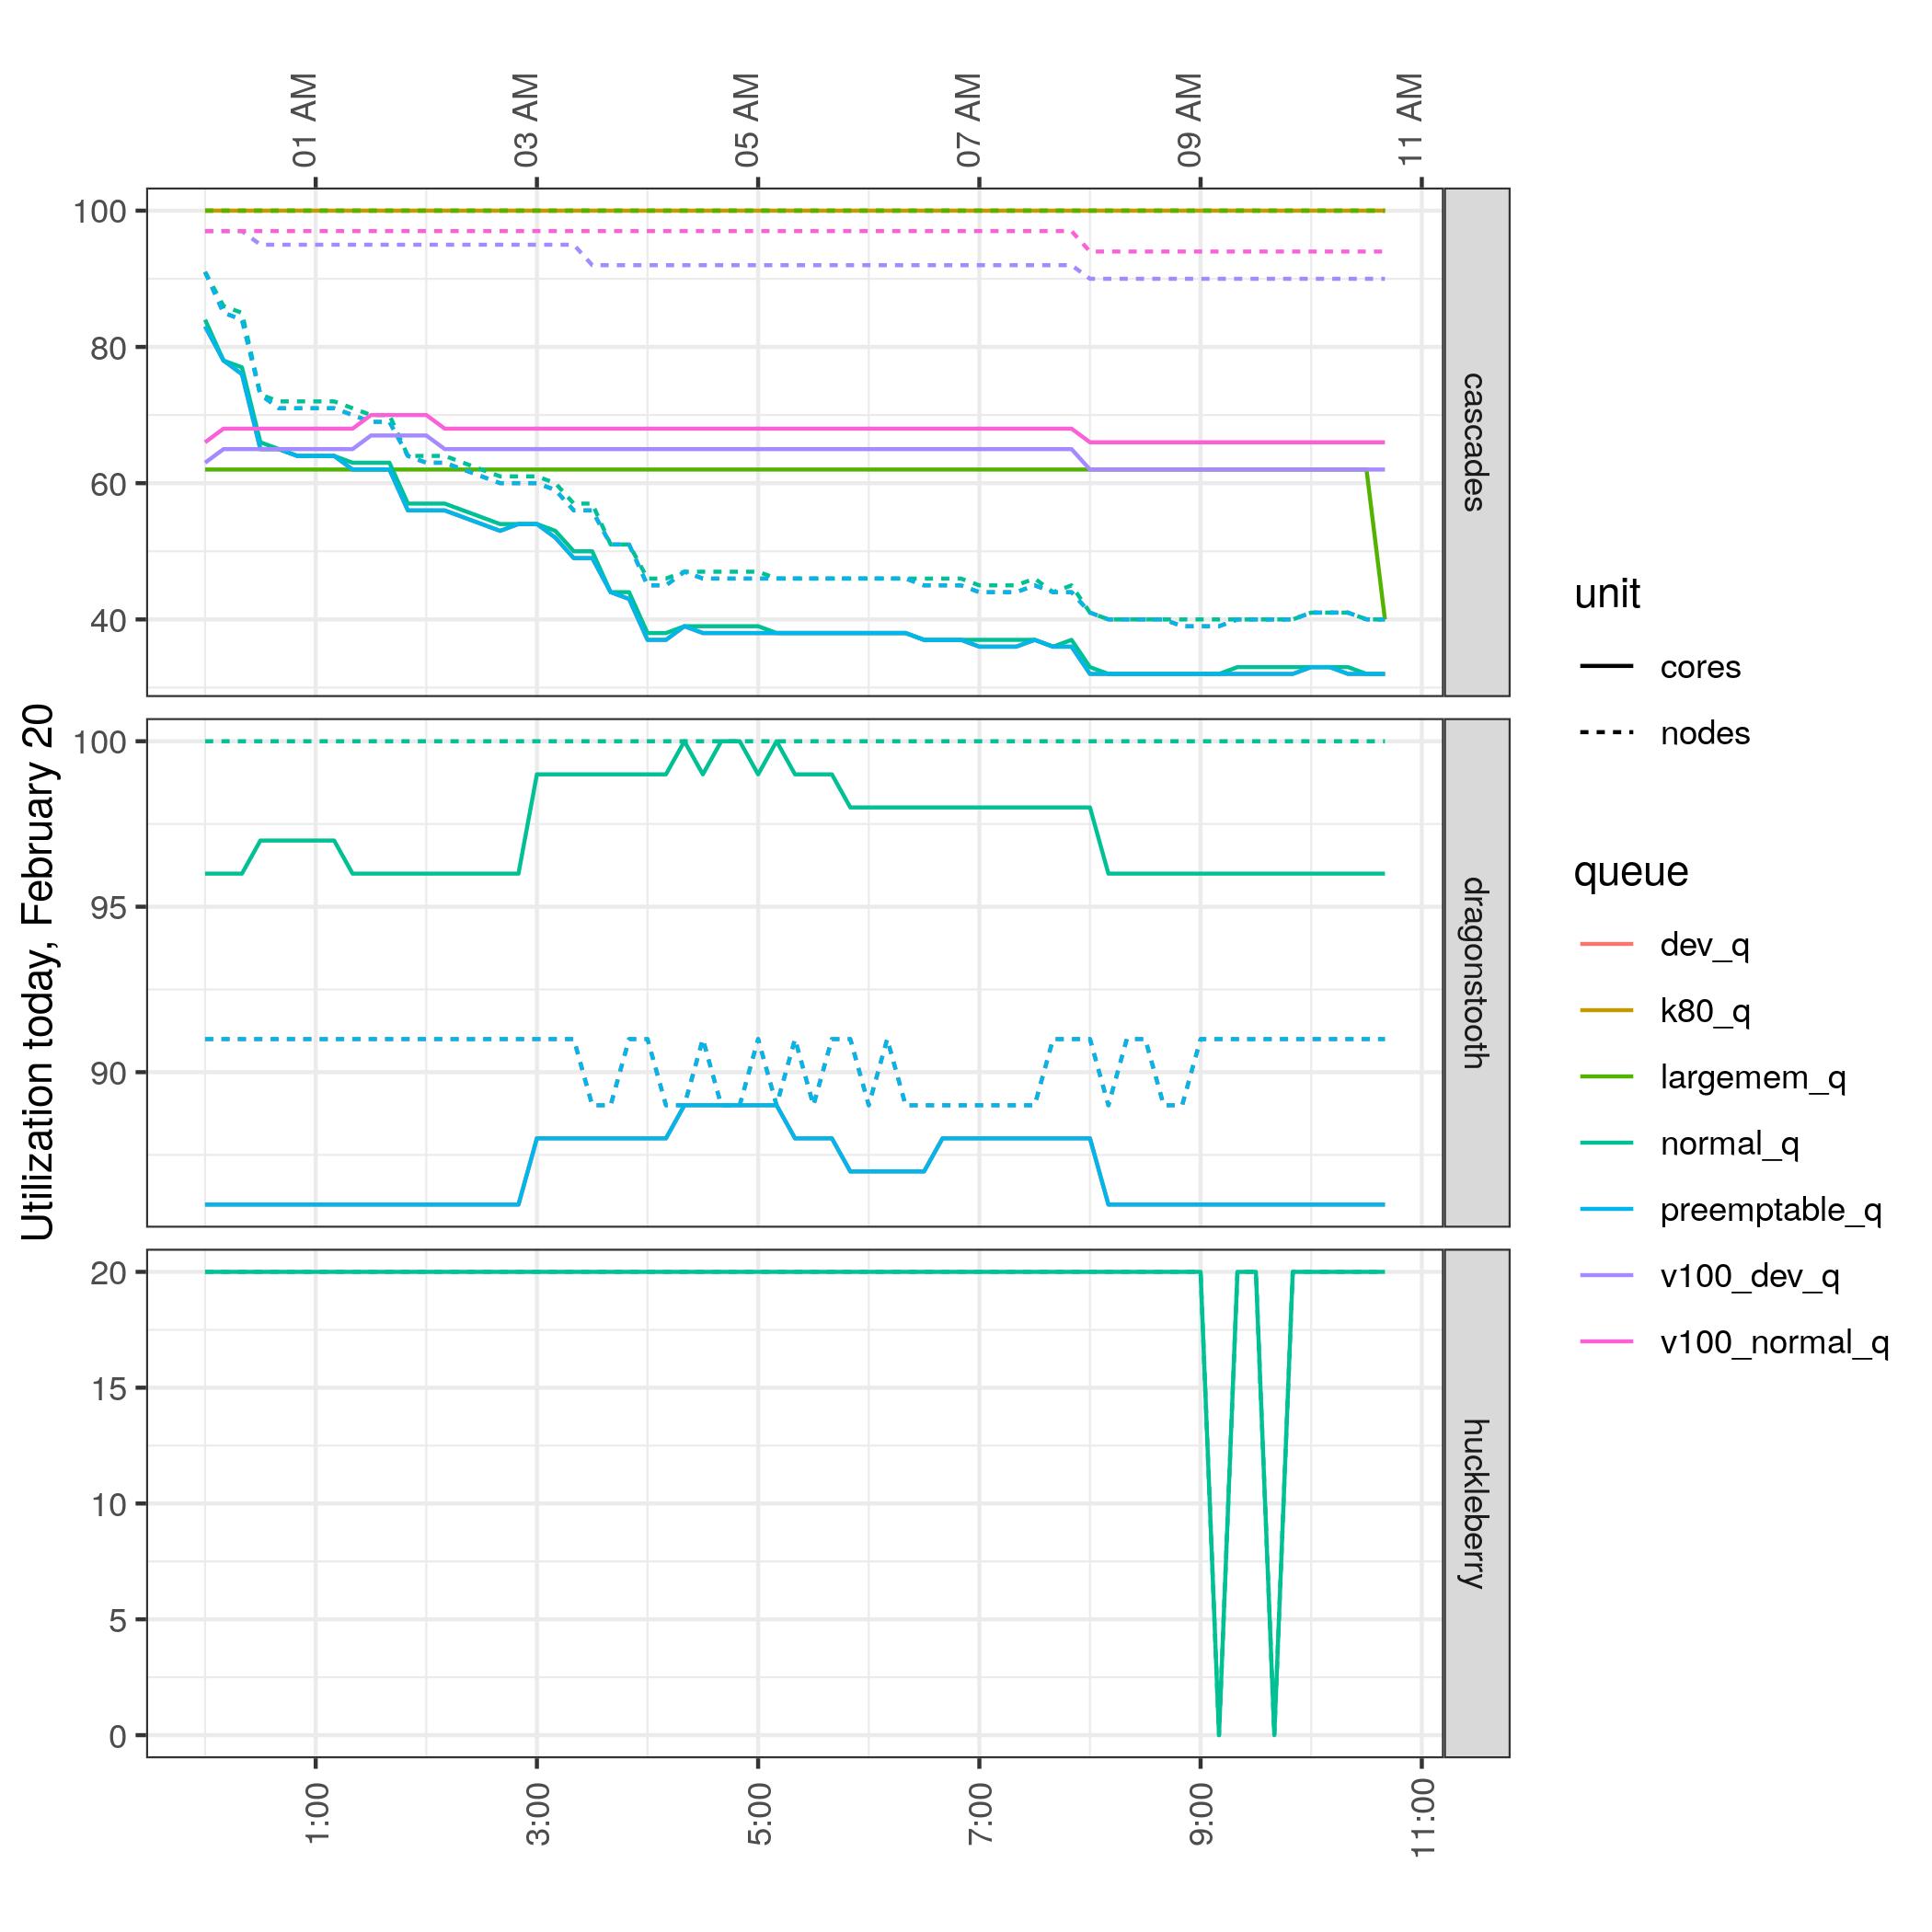 01 AM
03 AM
05 AM
07 AM
09 AM
11 AM
100
80
60
40
cascades
100
95
90
dragonstooth
20
15
10
5
0
huckleberry
1:00
3:00
5:00
7:00
9:00
11:00
Utilization today, February 20
unit
cores
nodes
queue
dev_q
k80_q
largemem_q
normal_q
preemptable_q
v100_dev_q
v100_normal_q